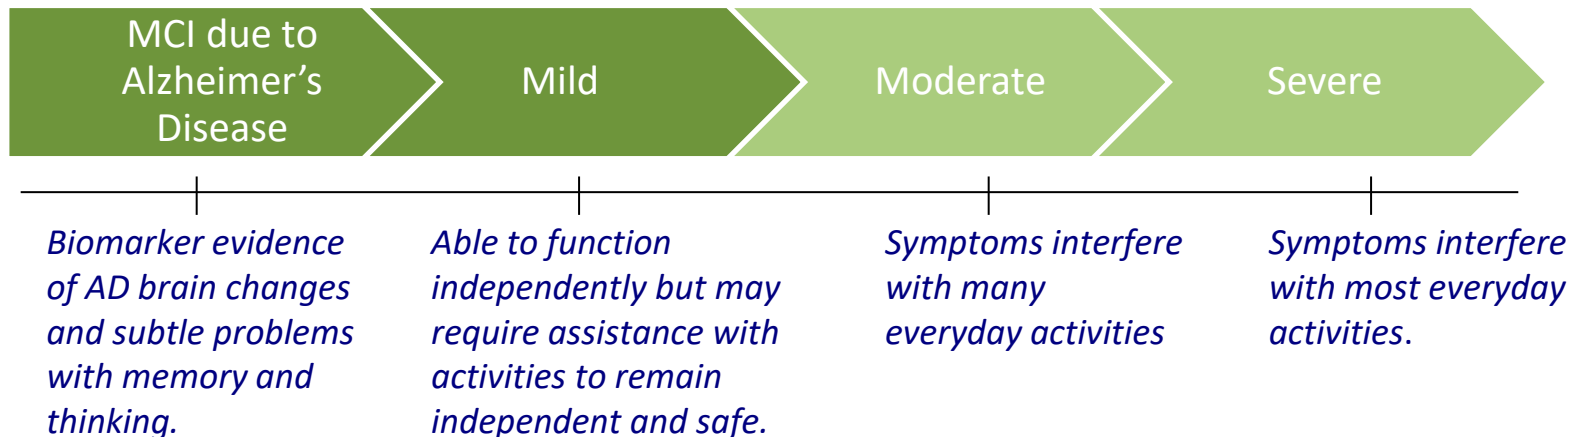 MCI due to
Alzheimer’s
Disease
Mild
Moderate
Severe
Biomarker evidence
of AD brain changes
and subtle problems
with memory and
thinking.
Able to function
independently but may
require assistance with
activities to remain
independent and safe.
Symptoms interfere
with many
everyday activities
Symptoms interfere
with most everyday
activities.